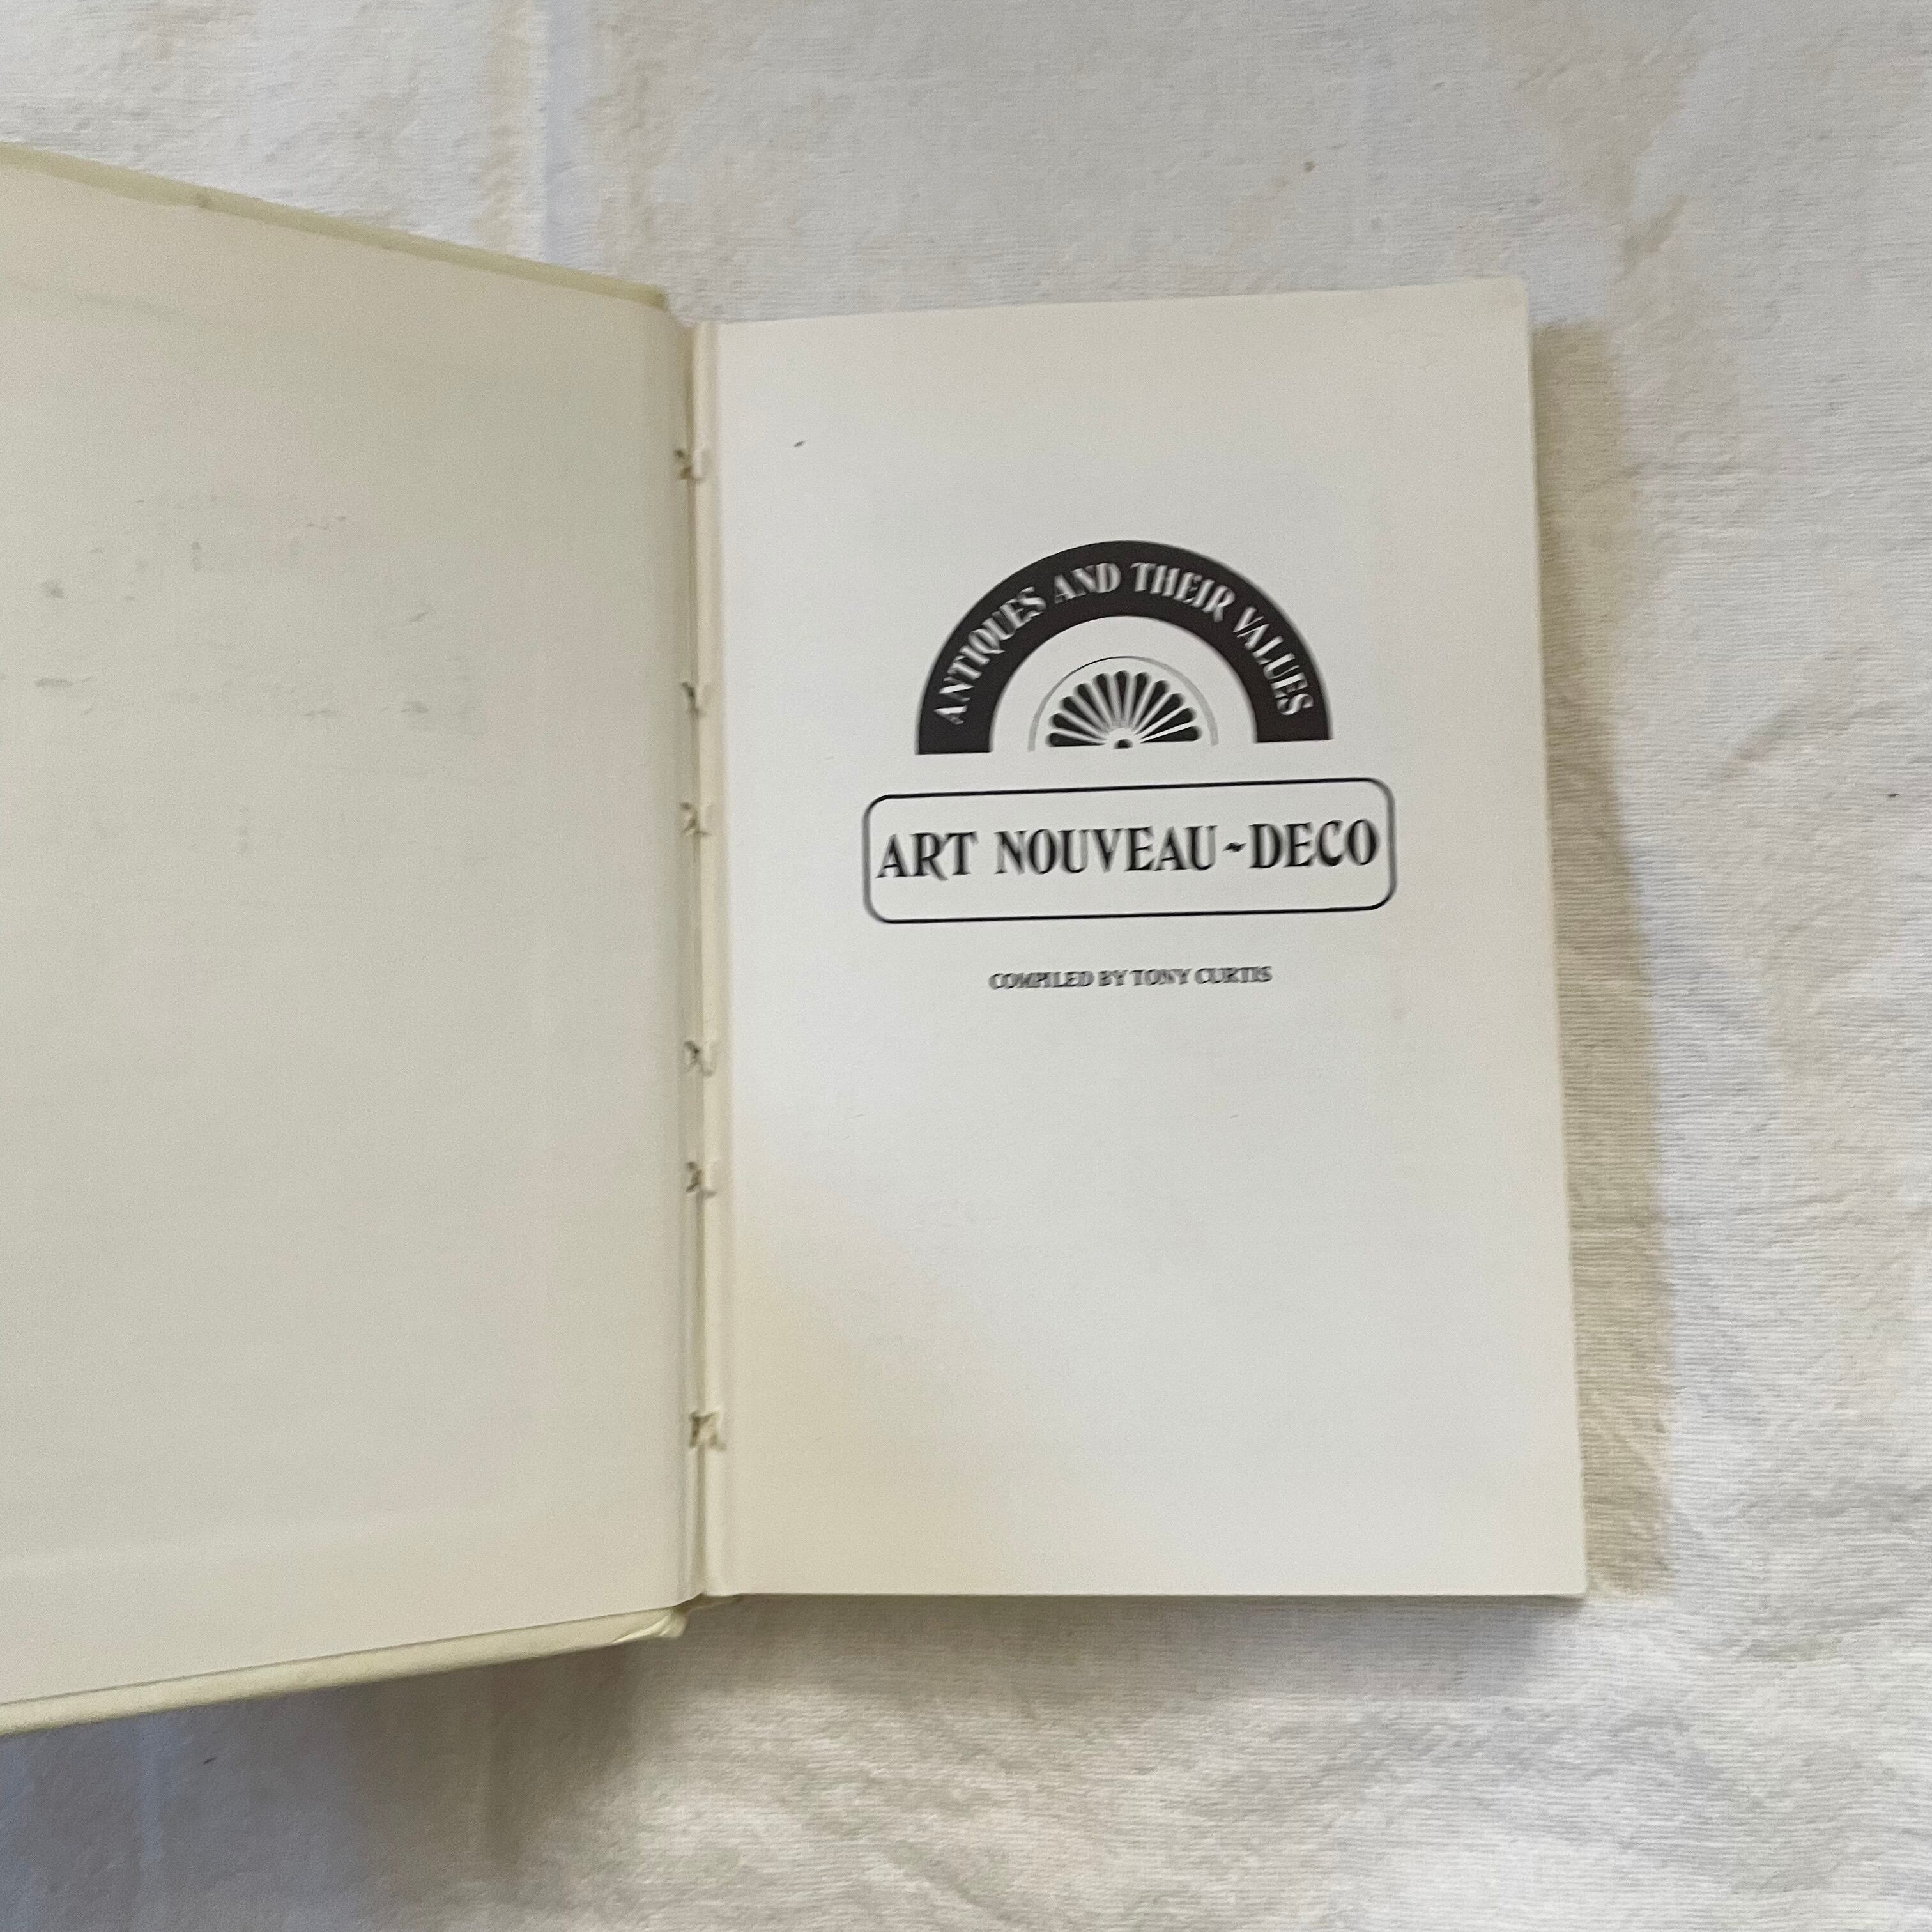 ANTIQUES AND THEIR VALUES
ART NOUVEAU~DECO
COMPILED BY TONY CURTIS